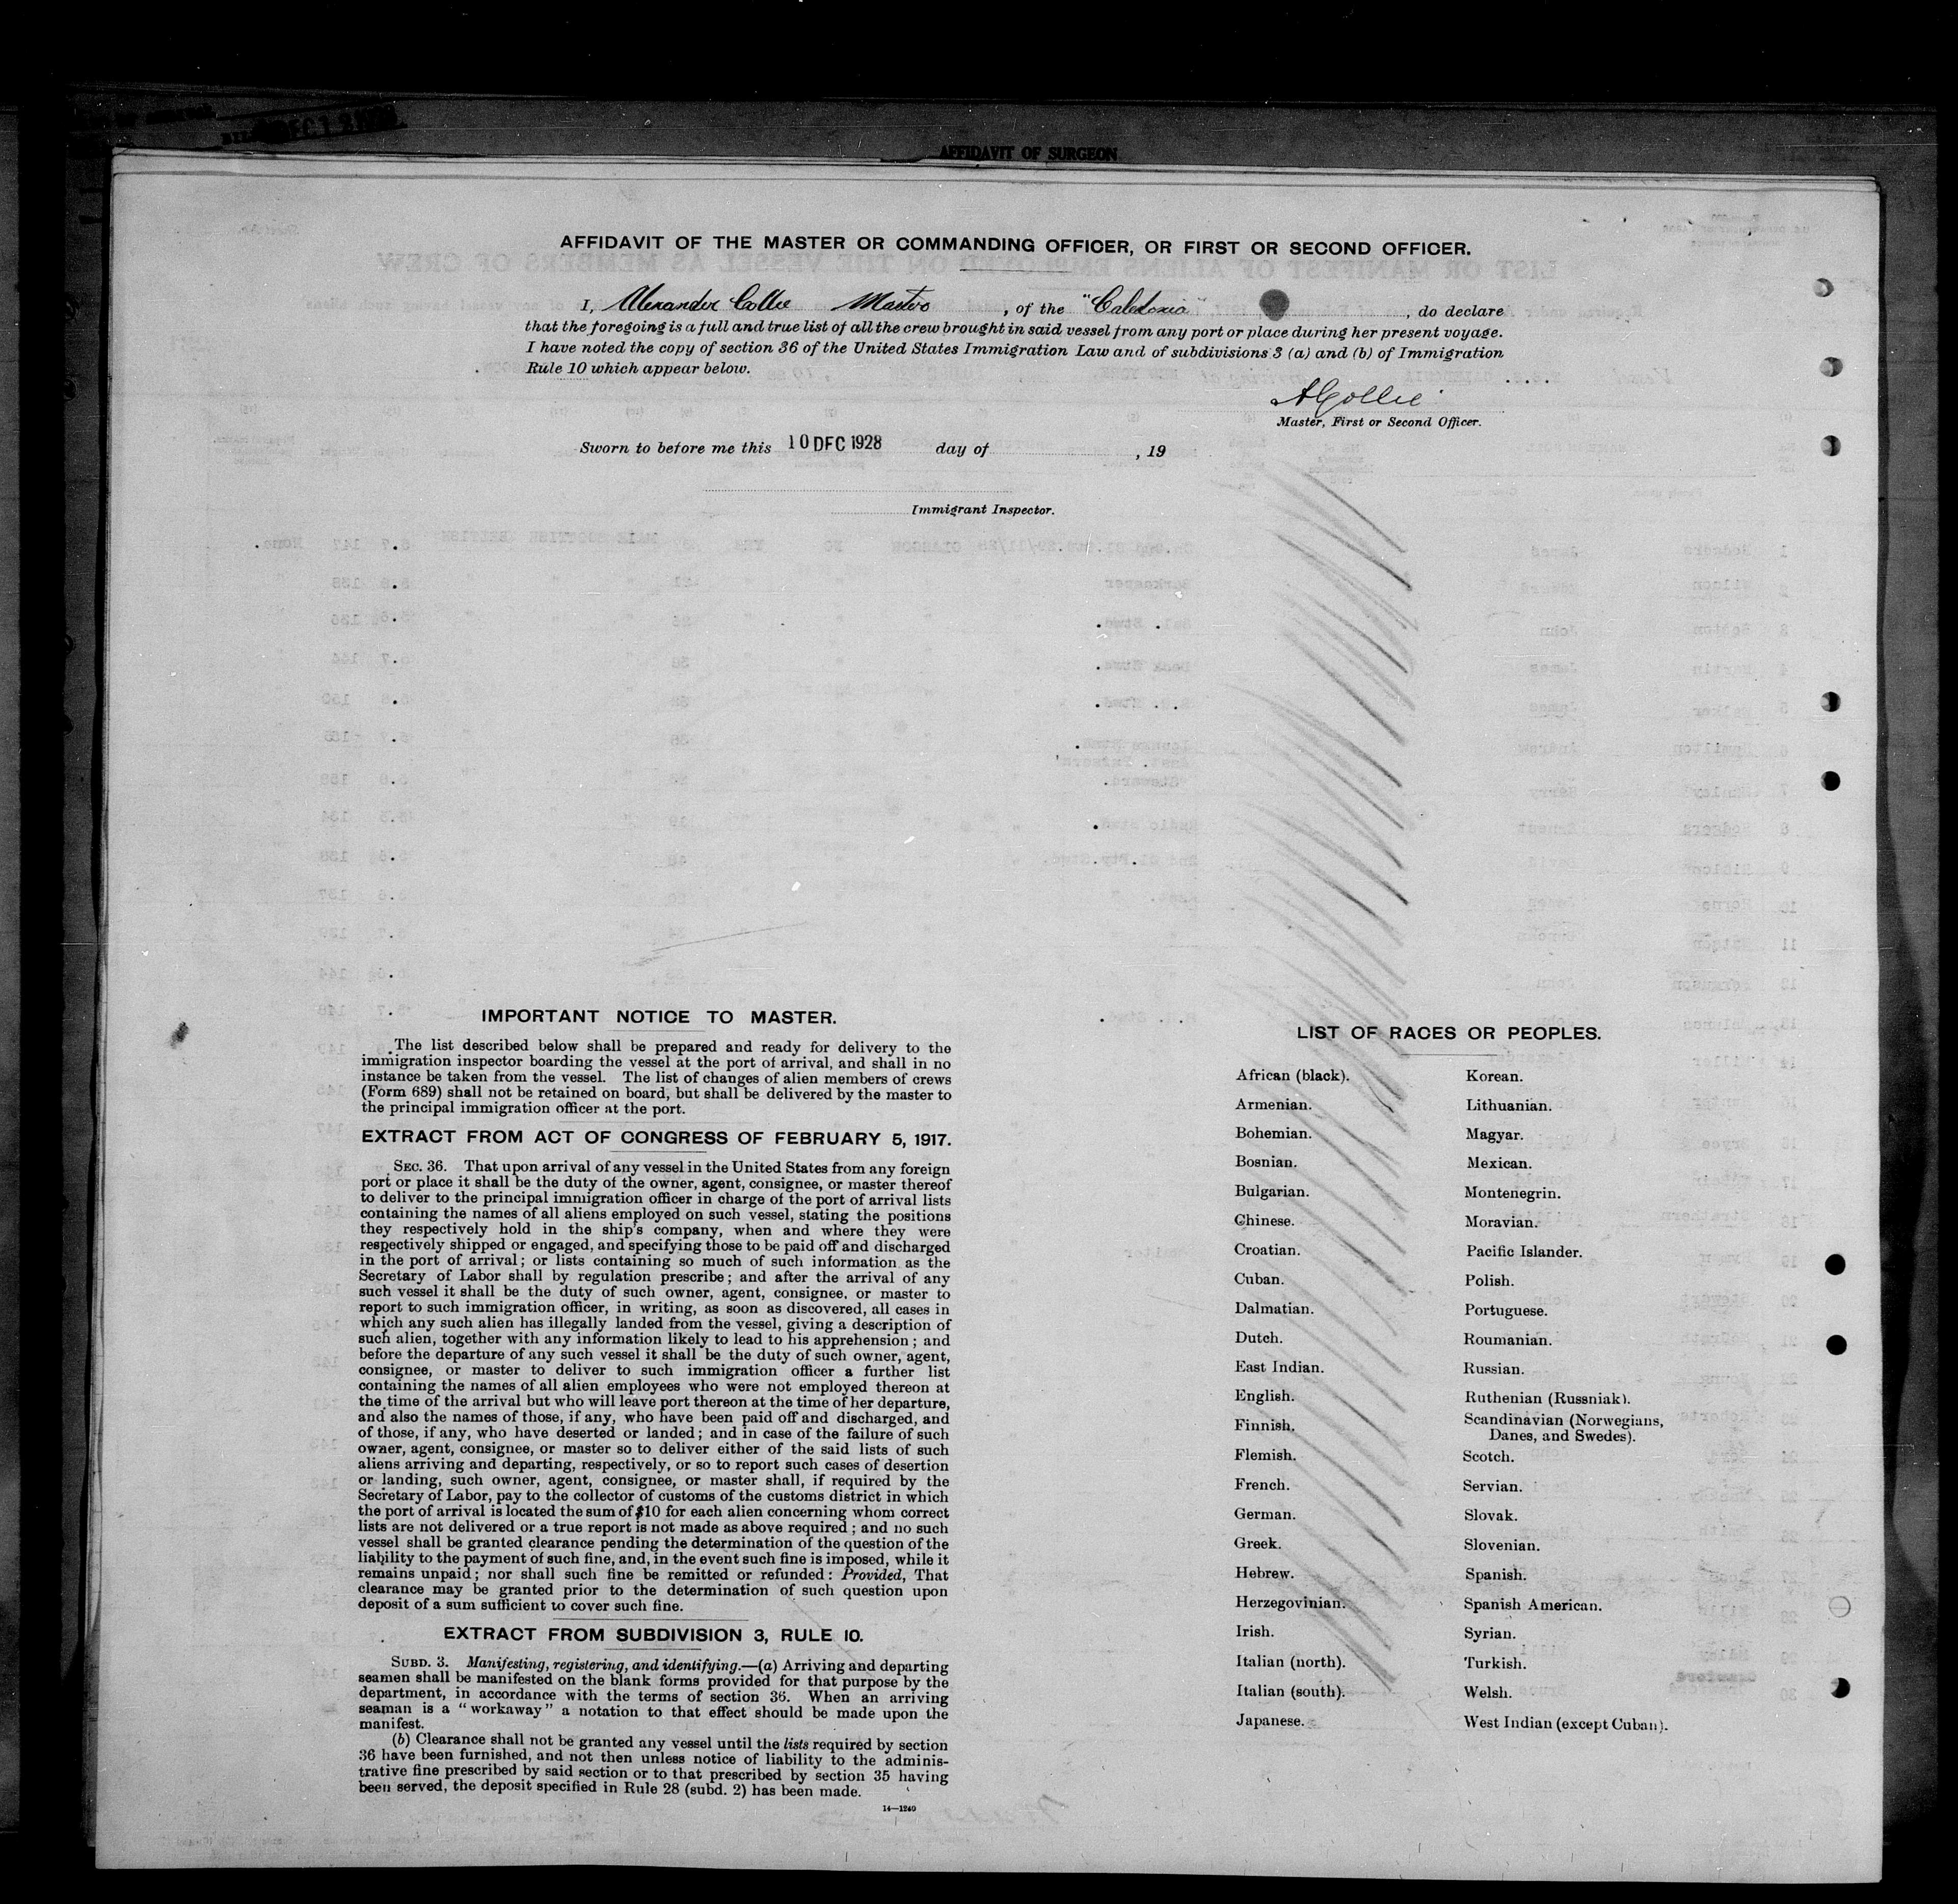 AFFIDAVIT OF SURGEON
AFFIDAVIT OF THE MASTER OR COMMANDING OFFICER, OR FIRST OR SECOND OFFICER.
I, Alexander Collie Master, of the "Caledonia", do declare
that the foregoing is a full and true list of all the crew brought in said vessel from any port or place during her present voyage.
I have noted the copy of section 36 of the United States Immigration Law and of subdivisions 3 (a) and (b) of Immigration
Rule 10 which appear below.
A Collie
Master, First or Second Officer.
Sworn to before me this 10 DEC 1928 day of , 19
Immigrant Inspector.
IMPORTANT NOTICE TO MASTER.
The list described below shall be prepared and ready for delivery to the
immigration inspector boarding the vessel at the port of arrival, and shall in no
instance be taken from the vessel. The list of changes of alien members of crews
(Form 689) shall not be retained on board, but shall be delivered by the master to
the principal immigration officer at the port.
EXTRACT FROM ACT OF CONGRESS OF FEBRUARY 5, 1917.
SEC. 36. That upon arrival of any vessel in the United States from any foreign
port or place it shall be the duty of the owner, agent, consignee, or master thereof
to deliver to the principal immigration officer in charge of the port of arrival lists
containing the names of all aliens employed on such vessel, stating the positions
they respectively hold in the ship's company, when and where they were
respectively shipped or engaged, and specifying those to be paid off and discharged
in the port of arrival; or lists containing so much of such information as the
Secretary of Labor shall by regulation prescribe; and after the arrival of any
such vessel it shall be the duty of such owner, agent, consignee, or master to
report to such immigration officer, in writing, as soon as discovered, all cases in
which any such alien has illegally landed from the vessel, giving a description of
such alien, together with any information likely to lead to his apprehension; and
before the departure of any such vessel it shall be the duty of such owner, agent,
consignee, or master to deliver to such immigration officer a further list
containing the names of all alien employees who were not employed thereon at
the time of the arrival but who will leave port thereon at the time of her departure,
and also the names of those, if any, who have been paid off and discharged, and
of those, if any, who have deserted or landed; and in case of the failure of such
owner, agent, consignee, or master so to deliver either of the said lists of such
aliens arriving and departing, respectively, or so to report such cases of desertion
or landing, such owner, agent, consignee, or master shall, if required by the
Secretary of Labor, pay to the collector of customs of the customs district in which
the port of arrival is located the sum of $10 for each alien concerning whom correct
lists are not delivered or a true report is not made as above required; and no such
vessel shall be granted clearance pending the determination of the question of the
liability to the payment of such fine, and, in the event such fine is imposed, while it
remains unpaid; nor shall such fine be remitted or refunded: Provided, That
clearance may be granted prior to the determination of such question upon
deposit of a sum sufficient to cover such fine.
EXTRACT FROM SUBDIVISION 3, RULE 10.
SUBD. 3. Manifesting, registering, and identifying.—(a) Arriving and departing
seamen shall be manifested on the blank forms provided for that purpose by the
department, in accordance with the terms of section 36. When an arriving
seaman is a "workaway" a notation to that effect should be made upon the
manifest.
(b) Clearance shall not be granted any vessel until the lists required by section
36 have been furnished, and not then unless notice of liability to the adminis-
trative fine prescribed by said section or to that prescribed by section 35 having
been served, the deposit specified in Rule 28 (subd. 2) has been made.
14—1240
LIST OF RACES OR PEOPLES.
African (black).
Armenian.
Bohemian.
Bosnian.
Bulgarian.
Chinese.
Croatian.
Cuban.
Dalmatian.
Dutch.
East Indian.
English.
Finnish.
Flemish.
French.
German.
Greek.
Hebrew.
Herzegovinian.
Irish.
Italian (north).
Italian (south).
Japanese.
Korean.
Lithuanian.
Magyar.
Mexican.
Montenegrin.
Moravian.
Pacific Islander.
Polish.
Portuguese.
Roumanian.
Russian.
Ruthenian (Russniak).
Scandinavian (Norwegians,
Danes, and Swedes).
Scotch.
Servian.
Slovak.
Slovenian.
Spanish.
Spanish American.
Syrian.
Turkish.
Welsh.
West Indian (except Cuban).